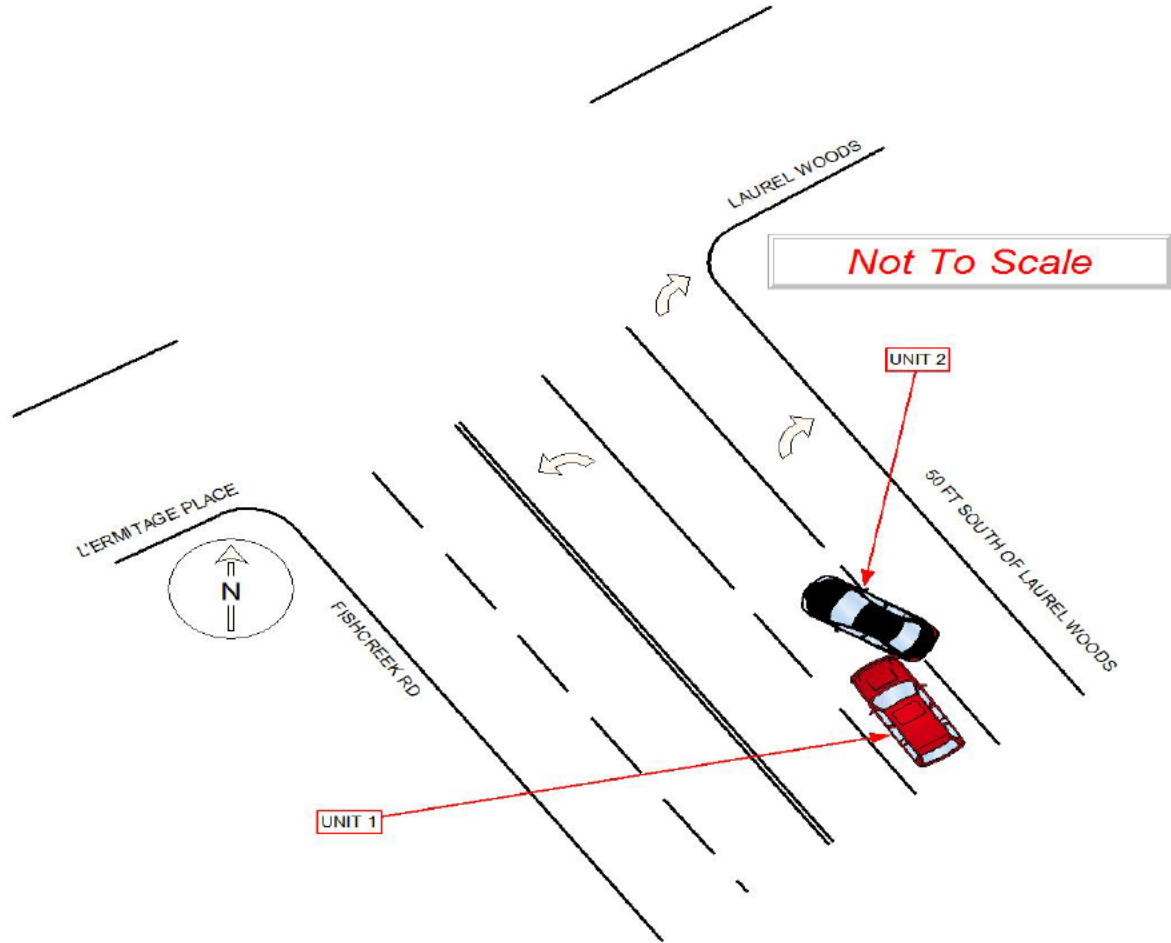 LAUREL WOODS
Not To Scale
UNIT 2
50 FT SOUTH OF LAUREL WOODS
L'ERMITAGE PLACE
N
FISHCREEK RD
UNIT 1